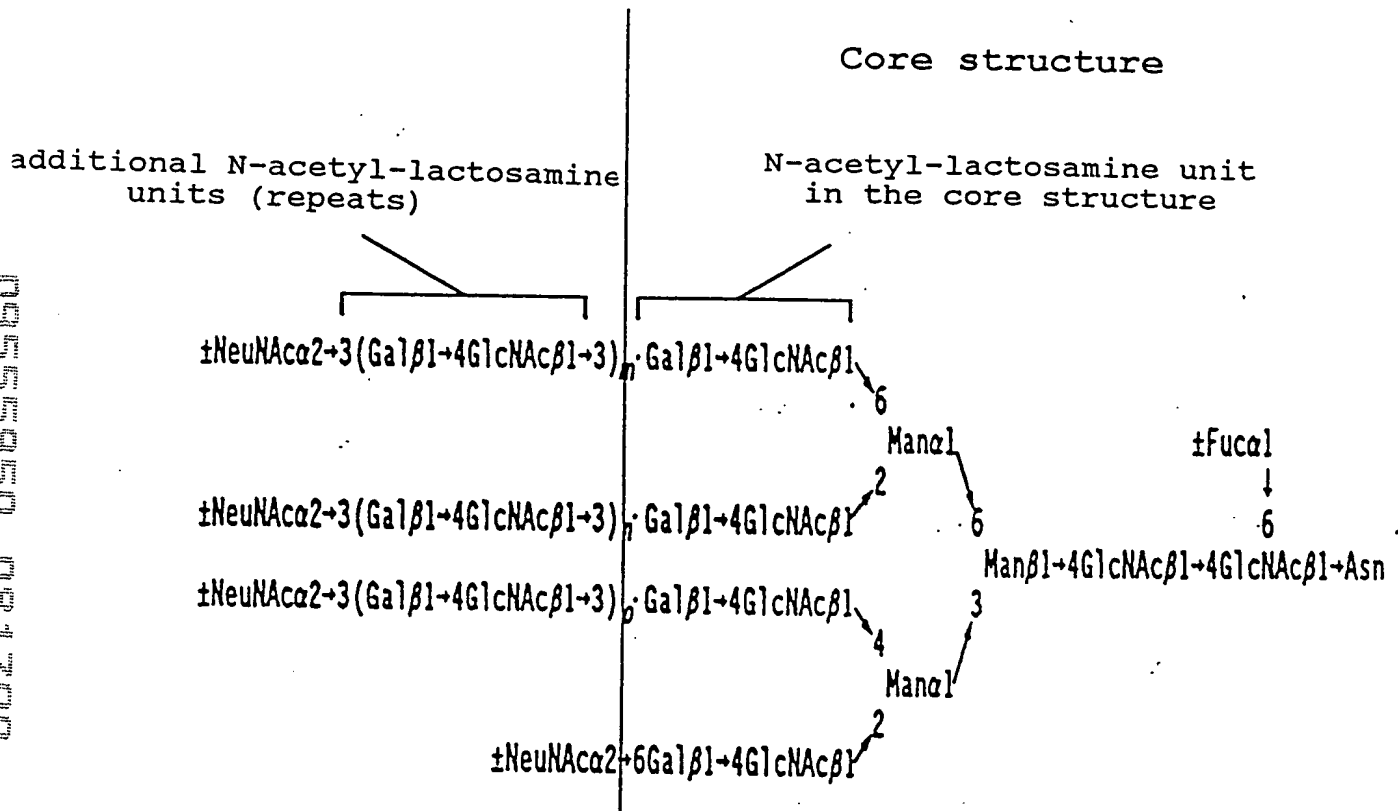 Core structure
additional N-acetyl-lactosamine
units (repeats)
N-acetyl-lactosamine unit
in the core structure
±NeuNAcα2→3(Galβ1→4GlcNAcβ1→3)m·Galβ1→4GlcNAcβ1
6
Manα1
±Fucα1
2
±NeuNAcα2→3(Galβ1→4GlcNAcβ1→3)n·Galβ1→4GlcNAcβ1
6
6
Manβ1→4GlcNAcβ1→4GlcNAcβ1→Asn
±NeuNAcα2→3(Galβ1→4GlcNAcβ1→3)o·Galβ1→4GlcNAcβ1
3
4
Manα1
2
±NeuNAcα2→6Galβ1→4GlcNAcβ1